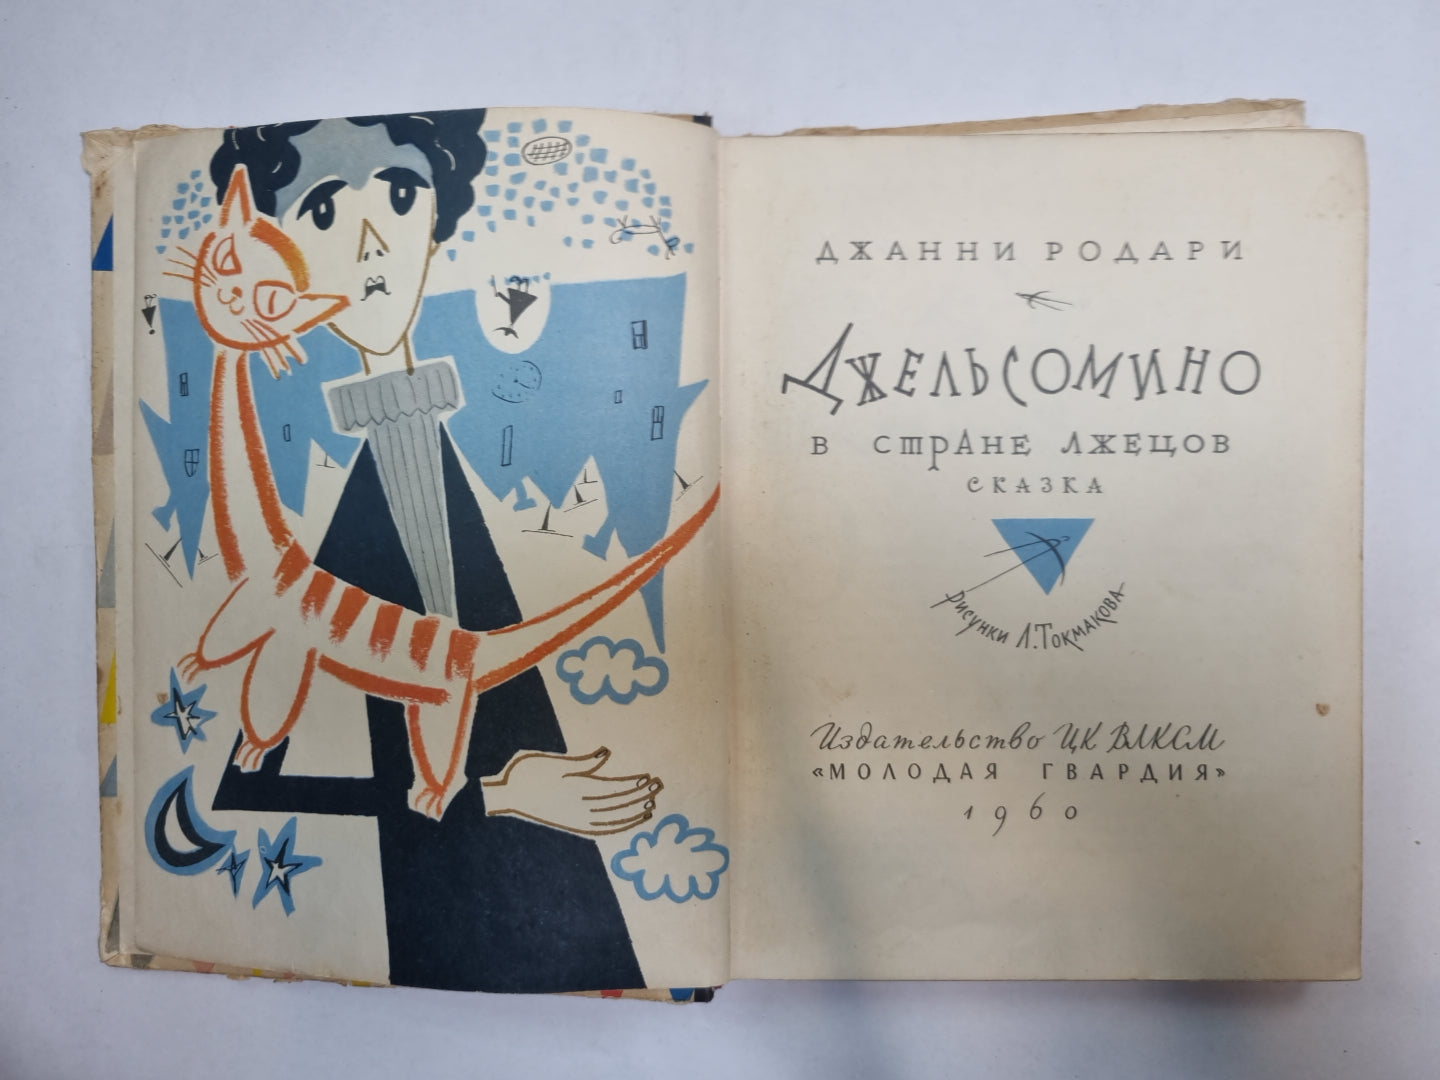 ДЖАННИ РОДАРИ
ДЖЕЛЬСОМИНО
В СТРАНЕ ЛЖЕЦОВ
СКАЗКА
РИСУНКИ Л. ТОКМАКОВА
Издательство ЦК ВЛКСМ
«МОЛОДАЯ ГВАРДИЯ»
1960